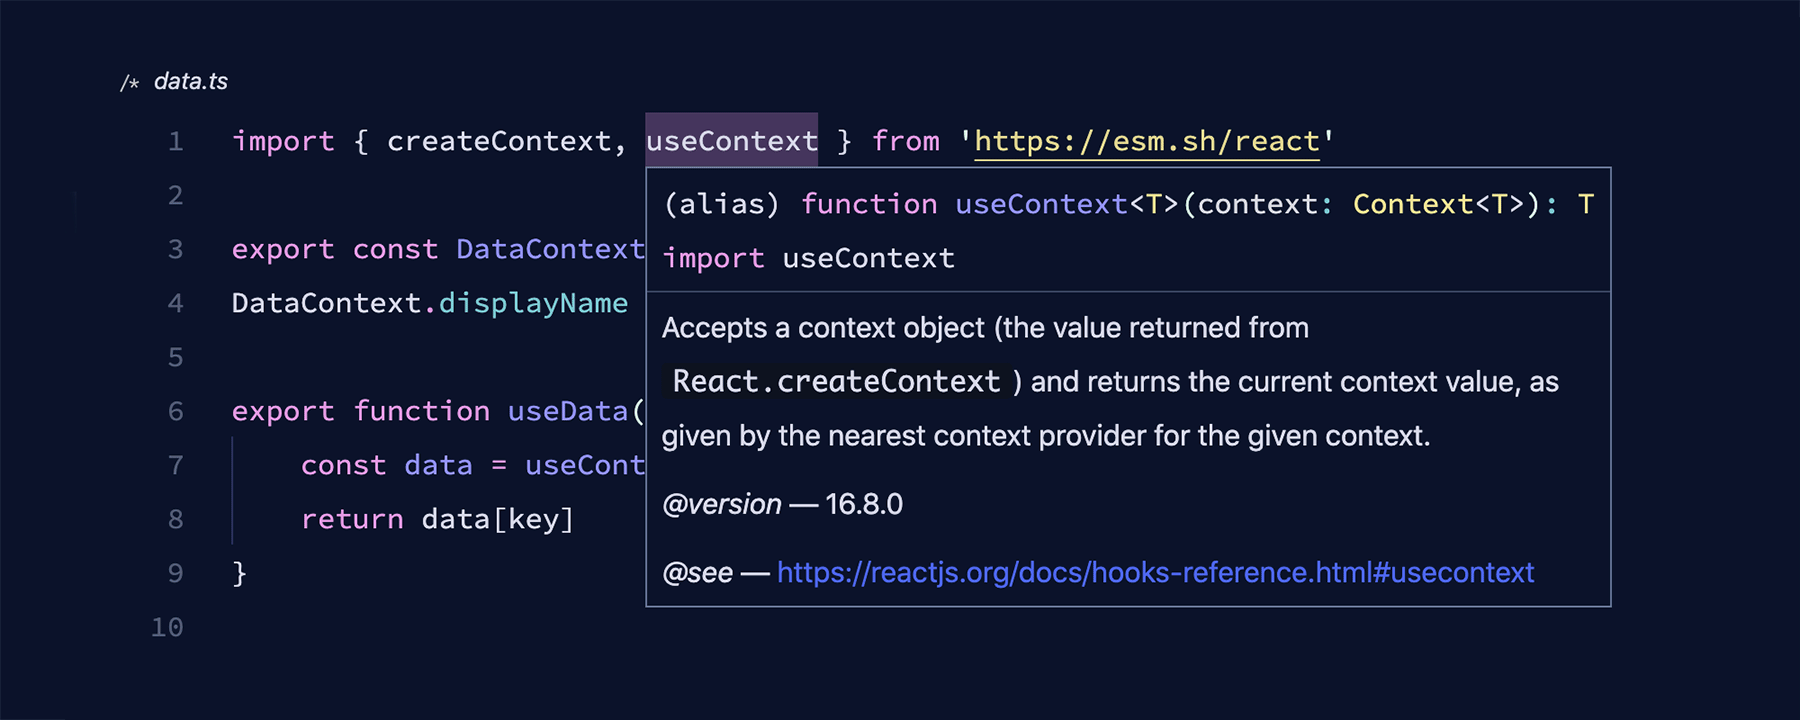 /* data.ts
1 import { createContext, useContext } from 'https://esm.sh/react'
2
3 export const DataContext
4 DataContext.displayName
5
6 export function useData(
7 const data = useCont
8 return data[key]
9 }
10
(alias) function useContext<T>(context: Context<T>): T
import useContext
Accepts a context object (the value returned from
React.createContext ) and returns the current context value, as
given by the nearest context provider for the given context.
@version — 16.8.0
@see — https://reactjs.org/docs/hooks-reference.html#usecontext